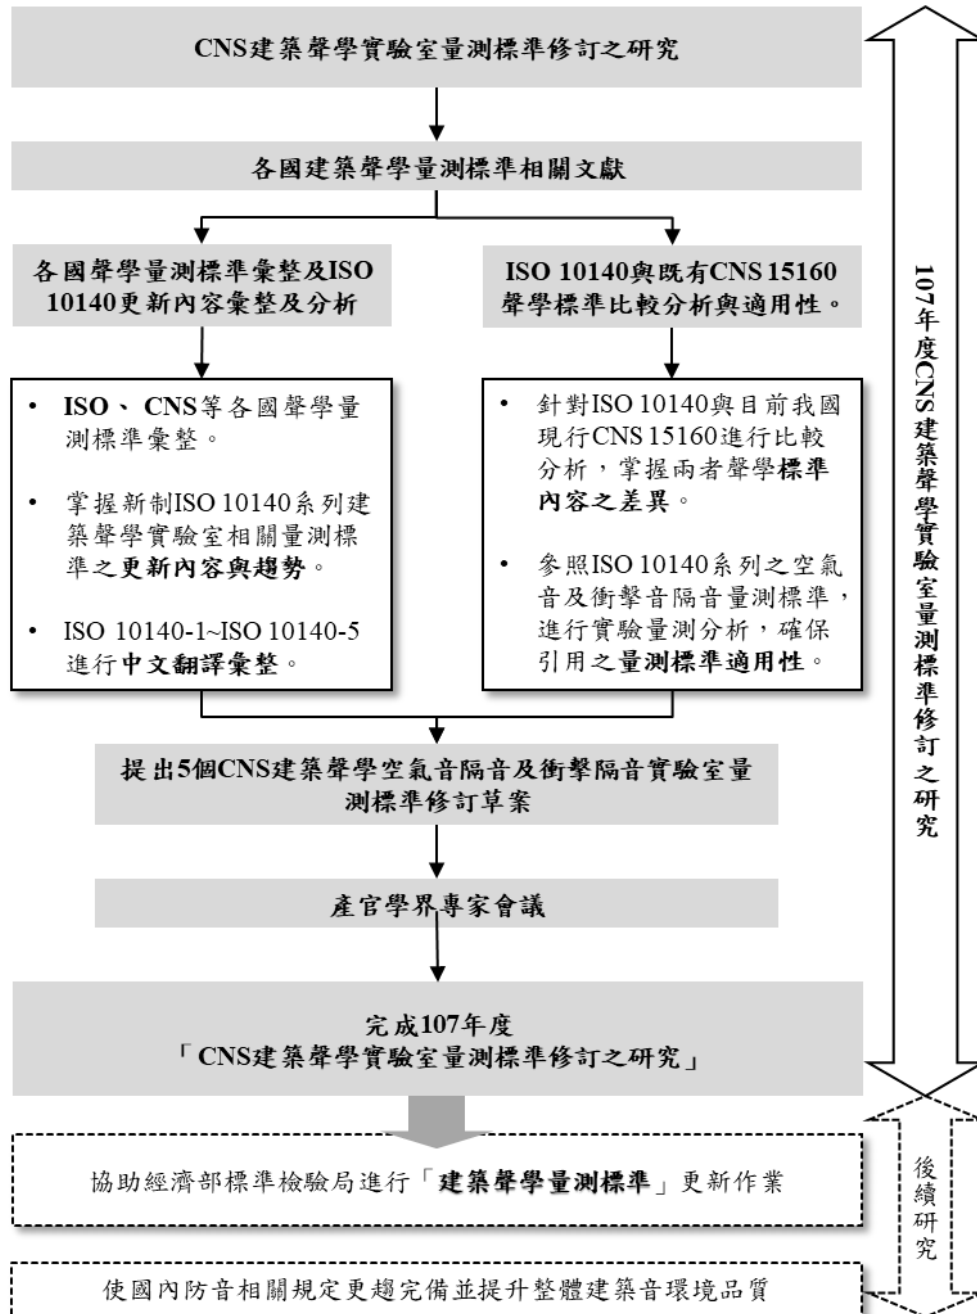 CNS建築聲學實驗室量測標準修訂之研究
各國建築聲學量測標準相關文獻
各國聲學量測標準彙整及ISO
10140更新內容彙整及分析
ISO 10140與既有CNS 15160
聲學標準比較分析與適用性。
• ISO、CNS等各國聲學量
測標準彙整。
• 掌握新制ISO 10140系列建
築聲學實驗室相關量測標
準之更新內容與趨勢。
• ISO 10140-1~ISO 10140-5
進行中文翻譯彙整。
• 針對ISO 10140與目前我國
現行CNS 15160進行比較
分析，掌握兩者聲學標準
內容之差異。
• 參照ISO 10140系列之空氣
音及衝擊音隔音量測標準，
進行實驗量測分析，確保
引用之量測標準適用性。
提出5個CNS建築聲學空氣音隔音及衝擊隔音實驗室量
測標準修訂草案
產官學界專家會議
完成107年度
「CNS建築聲學實驗室量測標準修訂之研究」
107年度CNS建築聲學實驗室量測標準修訂之研究
協助經濟部標準檢驗局進行「建築聲學量測標準」更新作業
使國內防音相關規定更趨完備並提升整體建築音環境品質
後續研究